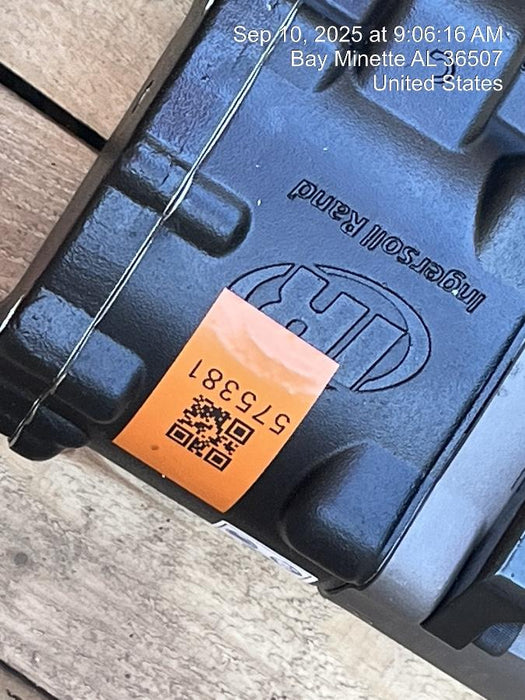 Sep 10, 2025 at 9:06:16 AM
Bay Minette AL 36507
United States
Ingersoll Rand
IR
575381